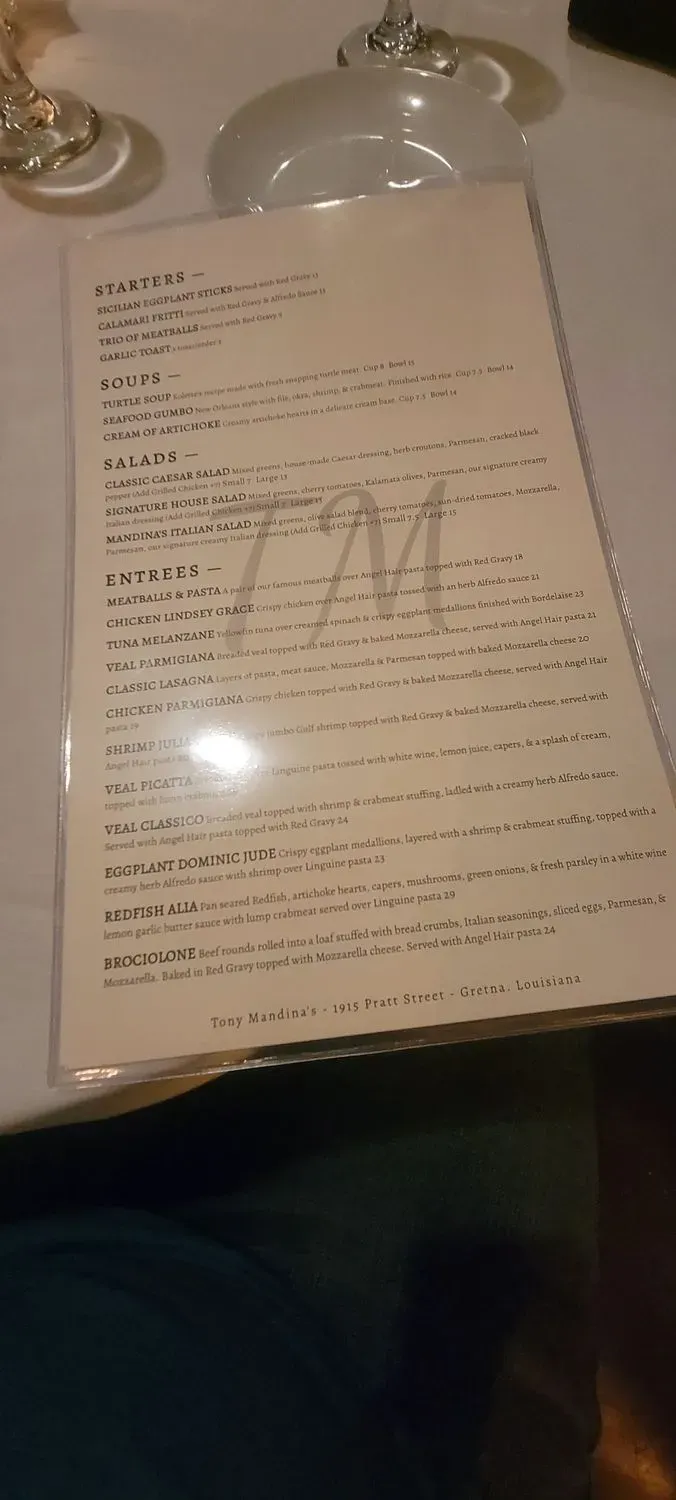 STARTERS —
SICILIAN EGGPLANT STICKS Served with Red Gravy 13
CALAMARI FRITTI Served with Red Gravy & Alfredo Sauce 13
TRIO OF MEATBALLS Served with Red Gravy 9
GARLIC TOAST
SOUPS —
TURTLE SOUP recipe made with fresh snapping turtle meat. Cup 8 Bowl 15
SEAFOOD GUMBO New Orleans style with file, okra, shrimp, & crabmeat. Finished with rice. Cup 7.5 Bowl 14
CREAM OF ARTICHOKE Creamy artichoke hearts in a delicate cream base. Cup 7.5 Bowl 14
SALADS —
CLASSIC CAESAR SALAD Mixed greens, house-made Caesar dressing, herb croutons, Parmesan, cracked black
pepper (Add Grilled Chicken +7) Small 7 Large 13
SIGNATURE HOUSE SALAD Mixed greens, cherry tomatoes, Kalamata olives, Parmesan, our signature creamy
Italian dressing (Add Grilled Chicken +7) Small 7 Large 13
MANDINA'S ITALIAN SALAD Mixed greens, olive salad blend, cherry tomatoes, sun-dried tomatoes, Mozzarella,
Parmesan, our signature creamy Italian dressing (Add Grilled Chicken +7) Small 7.5 Large 15
TM
ENTREES —
MEATBALLS & PASTA A pair of our famous meatballs over Angel Hair pasta topped with Red Gravy 18
CHICKEN LINDSEY GRACE Crispy chicken over Angel Hair pasta tossed with an herb Alfredo sauce 21
TUNA MELANZANE Yellowfin tuna over creamed spinach & crispy eggplant medallions finished with Bordelaise 23
VEAL PARMIGIANA Breaded veal topped with Red Gravy & baked Mozzarella cheese, served with Angel Hair pasta 21
CLASSIC LASAGNA Layers of pasta, meat sauce, Mozzarella & Parmesan topped with baked Mozzarella cheese 20
CHICKEN PARMIGIANA Crispy chicken topped with Red Gravy & baked Mozzarella cheese, served with Angel Hair
pasta 19
SHRIMP jumbo Gulf shrimp topped with Red Gravy & baked Mozzarella cheese, served with
Angel Hair pasta
VEAL PICATTA Linguine pasta tossed with white wine, lemon juice, capers, & a splash of cream,
topped with
VEAL CLASSICO Breaded veal topped with shrimp & crabmeat stuffing, ladled with a creamy herb Alfredo sauce.
Served with Angel Hair pasta topped with Red Gravy 24
EGGPLANT DOMINIC JUDE Crispy eggplant medallions, layered with a shrimp & crabmeat stuffing, topped with a
creamy herb Alfredo sauce with shrimp over Linguine pasta 23
REDFISH ALIA Pan seared Redfish, artichoke hearts, capers, mushrooms, green onions, & fresh parsley in a white wine
lemon garlic butter sauce with lump crabmeat served over Linguine pasta 29
BROCIOLONE Beef rounds rolled into a loaf stuffed with bread crumbs, Italian seasonings, sliced eggs, Parmesan, &
Mozzarella. Baked in Red Gravy topped with Mozzarella cheese. Served with Angel Hair pasta 24
Tony Mandina's - 1915 Pratt Street - Gretna. Louisiana